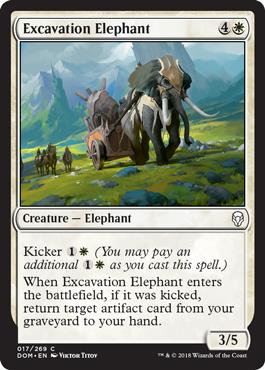 Excavation Elephant 4
Creature — Elephant
Kicker 1 (You may pay an
additional 1 as you cast this spell.)
When Excavation Elephant enters
the battlefield, if it was kicked,
return target artifact card from your
graveyard to your hand.
3/5
017/269 C
DOM • EN Viktor Titov
™ & © 2018 Wizards of the Coast